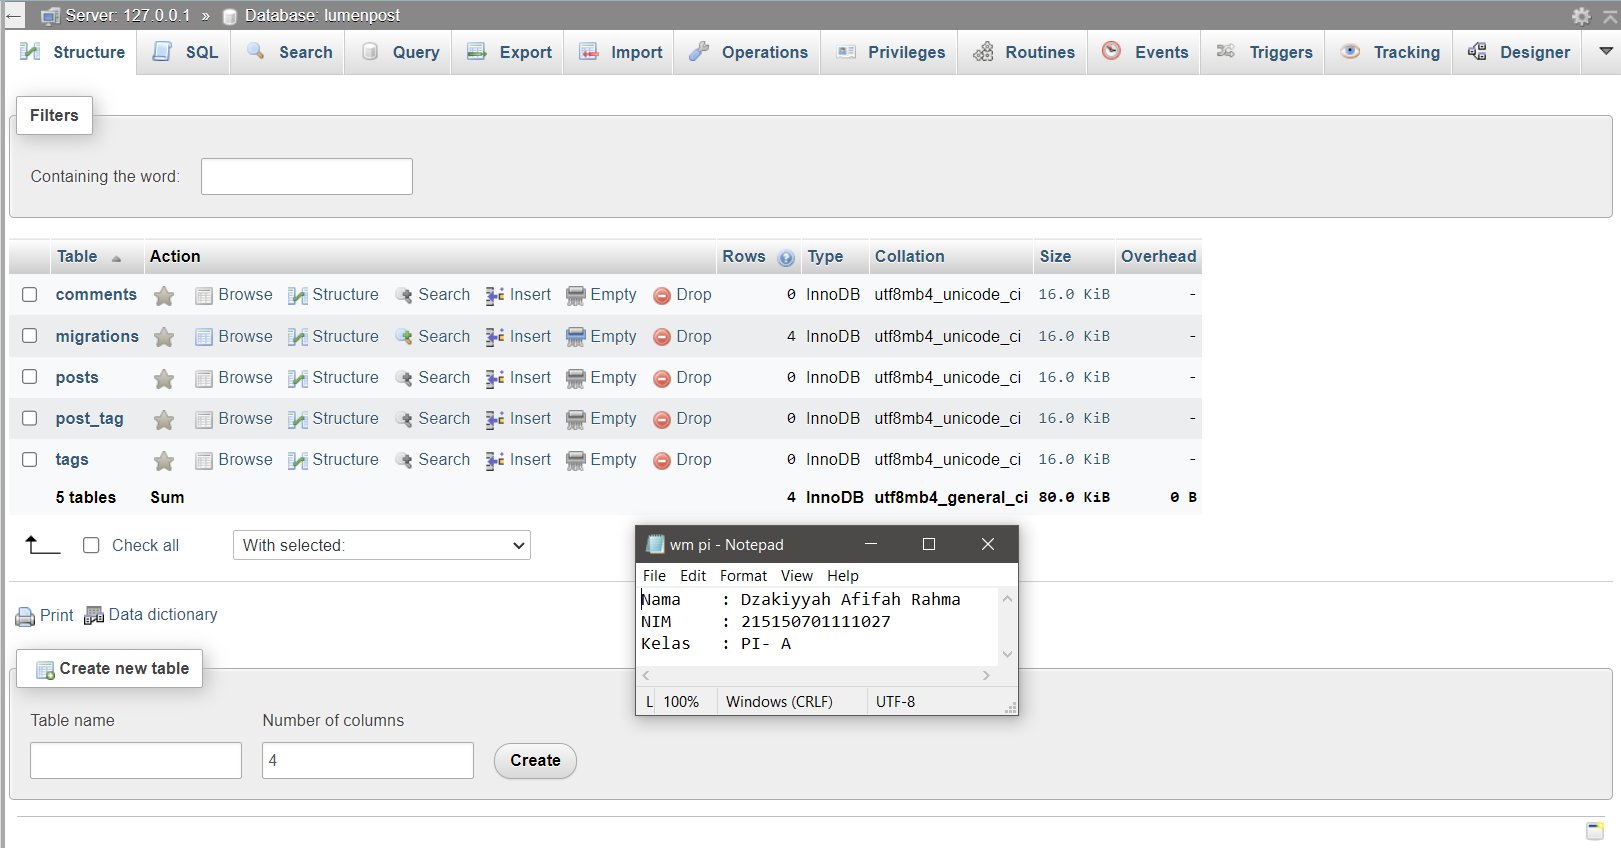 Server: 127.0.0.1 » Database: lumenpost
Structure SQL Search Query Export Import Operations Privileges Routines Events Triggers Tracking Designer
Filters
Containing the word:
Table Action Rows Type Collation Size Overhead
comments Browse Structure Search Insert Empty Drop 0 InnoDB utf8mb4_unicode_ci 16.0 KiB -
migrations Browse Structure Search Insert Empty Drop 4 InnoDB utf8mb4_unicode_ci 16.0 KiB -
posts Browse Structure Search Insert Empty Drop 0 InnoDB utf8mb4_unicode_ci 16.0 KiB -
post_tag Browse Structure Search Insert Empty Drop 0 InnoDB utf8mb4_unicode_ci 16.0 KiB -
tags Browse Structure Search Insert Empty Drop 0 InnoDB utf8mb4_unicode_ci 16.0 KiB -
5 tables Sum 4 InnoDB utf8mb4_general_ci 80.0 KiB 0 B
Check all With selected:
Print Data dictionary
Create new table
Table name Number of columns
4 Create
wm pi - Notepad
File Edit Format View Help
Nama : Dzakiyyah Afifah Rahma
NIM : 215150701111027
Kelas : PI- A
L 100% Windows (CRLF) UTF-8